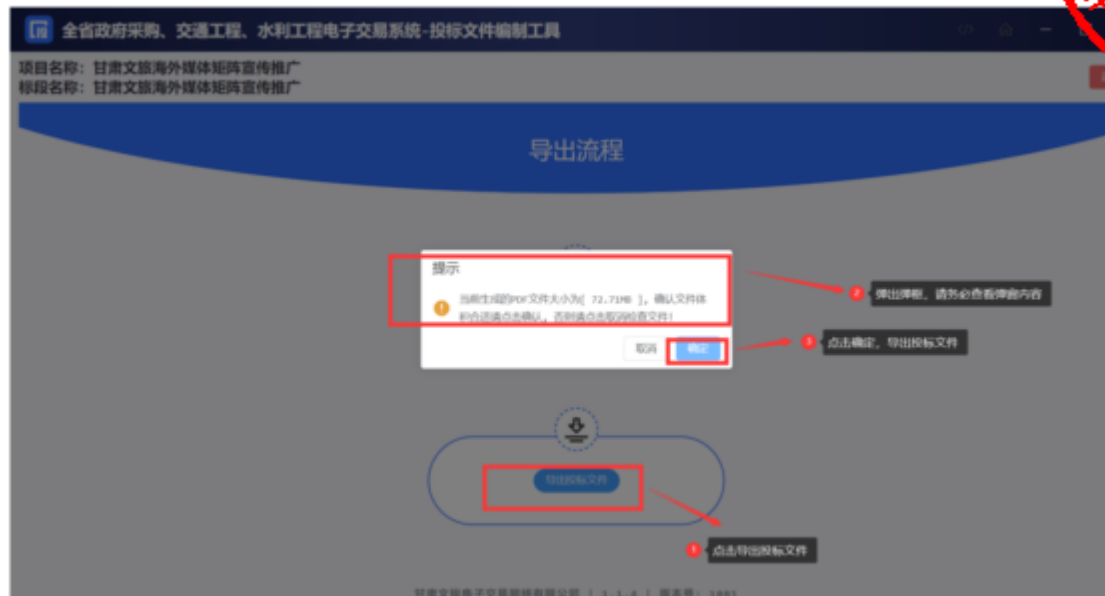 全省政府采购、交通工程、水利工程电子交易系统-投标文件编制工具
项目名称：甘肃文旅海外媒体矩阵宣传推广
标段名称：甘肃文旅海外媒体矩阵宣传推广
导出流程
提示
当前生成的PDF文件大小为[ 72.71MB ], 确认文件体
积合适请点击确认, 否则请点击取消检查文件!
取消 确定
2 弹出弹框，请务必查看弹窗内容
3 点击确定，导出投标文件
导出投标文件
1 点击导出投标文件
1.1.4 | 版本号: